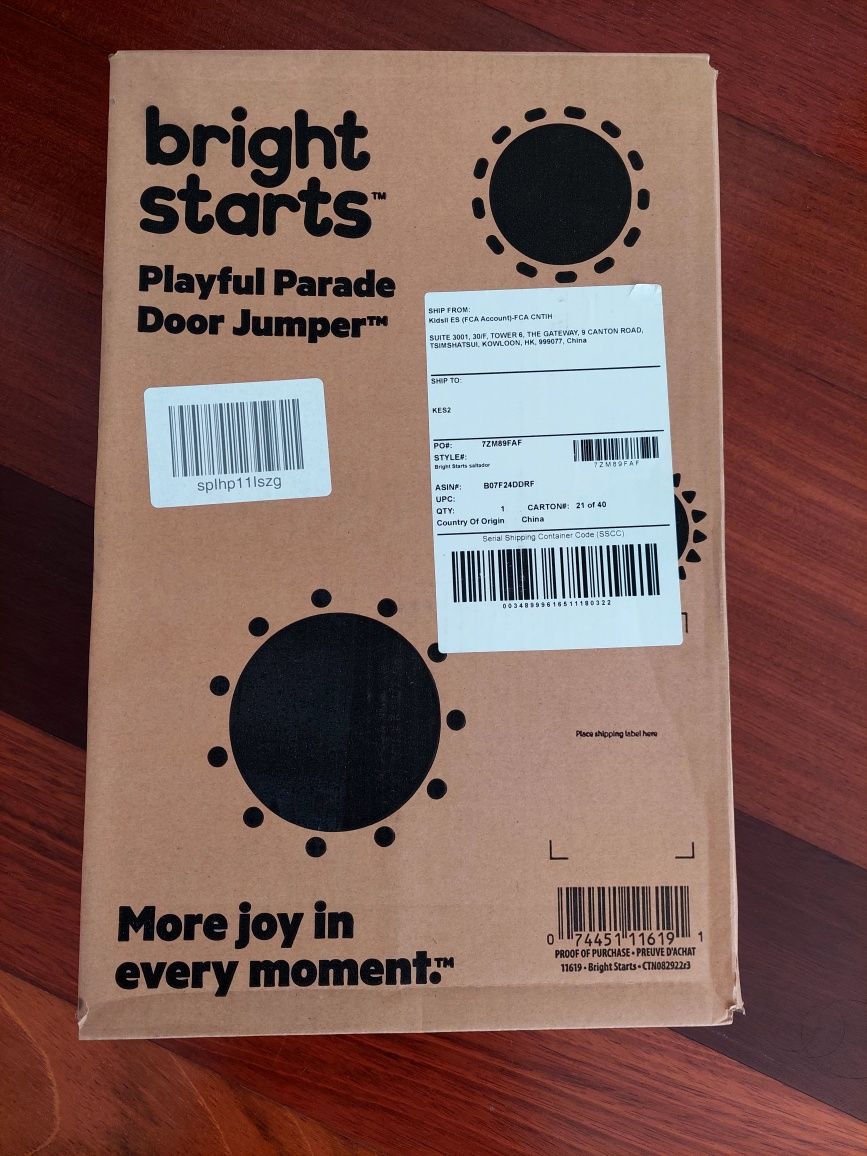 bright
starts™
Playful Parade
Door Jumper™
splhp11lszg
SHIP FROM:
KidsII ES (FCA Account)-FCA CNTIH
SUITE 3001, 30/F, TOWER 6, THE GATEWAY, 9 CANTON ROAD,
TSIMSHATSUI, KOWLOON, HK, 999077, China
SHIP TO:
KES2
PO#: 7ZM89FAF
STYLE#:
Bright Starts saltador
7ZM89FAF
ASIN#: B07F24DDRF
UPC:
QTY: 1 CARTON#: 21 of 40
Country Of Origin China
Serial Shipping Container Code (SSCC)
00348999616511180322
Place shipping label here
More joy in
every moment.™
0 74451 11619 1
PROOF OF PURCHASE • PREUVE D'ACHAT
11619 • Bright Starts • CTN082922r3